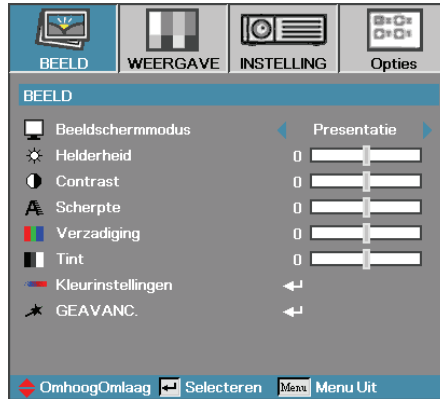 BEELD WEERGAVE INSTELLING Opties
BEELD
Beeldschermmodus Presentatie
Helderheid 0
Contrast 0
Scherpte 0
Verzadiging 0
Tint 0
Kleurinstellingen
GEAVANC.
OmhoogOmlaag Selecteren Menu Menu Uit